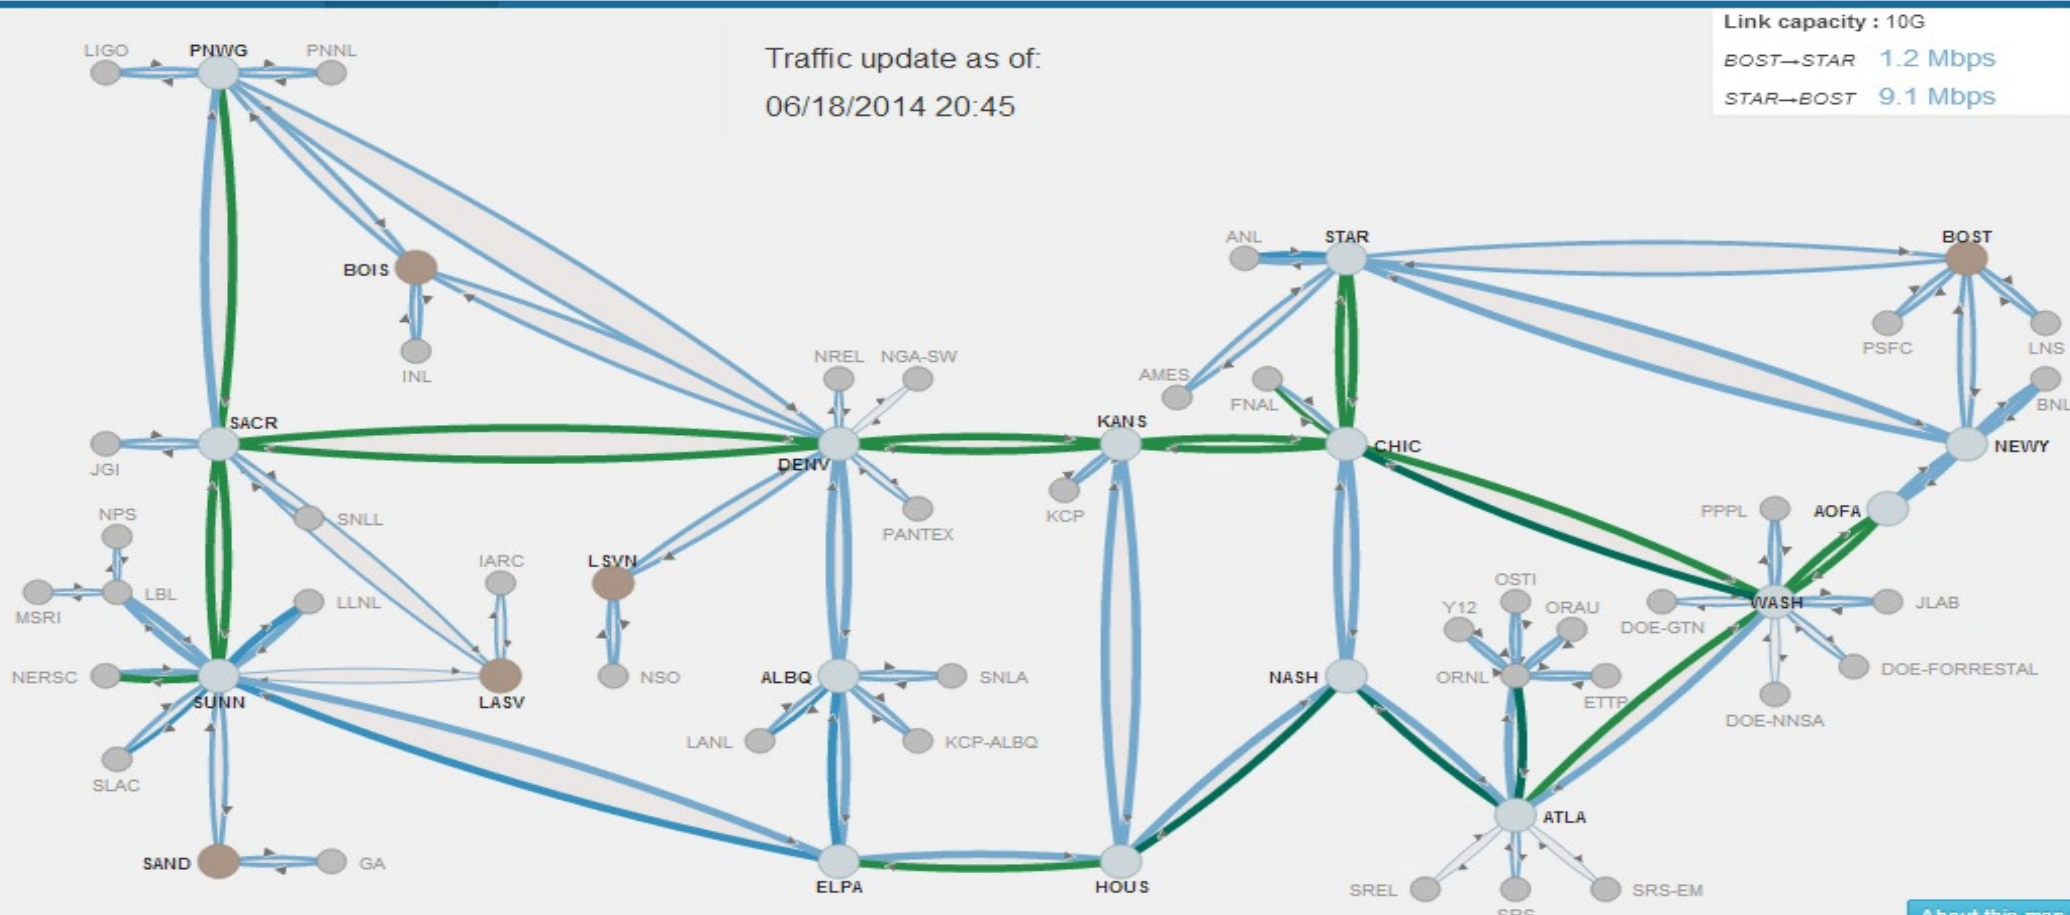 Link capacity : 10G
BOST→STAR 1.2 Mbps
STAR→BOST 9.1 Mbps
Traffic update as of:
06/18/2014 20:45
LIGO
PNWG
PNNL
BOIS
INL
ANL
STAR
BOST
PSFC
LNS
AMES
FNAL
NREL
NGA-SW
SACR
JGI
DENV
KANS
CHIC
BNL
NEWY
KCP
PANTEX
SNLL
NPS
LBL
MSRI
LLNL
IARC
LSVN
NSO
PPPL
AOFA
WASH
JLAB
DOE-GTN
DOE-FORRESTAL
DOE-NNSA
OSTI
Y12
ORAU
ORNL
ETTP
NERSC
SUNN
LASV
ALBQ
SNLA
NASH
LANL
KCP-ALBQ
SLAC
ATLA
SAND
GA
ELPA
HOUS
SREL
SRS
SRS-EM
About this map